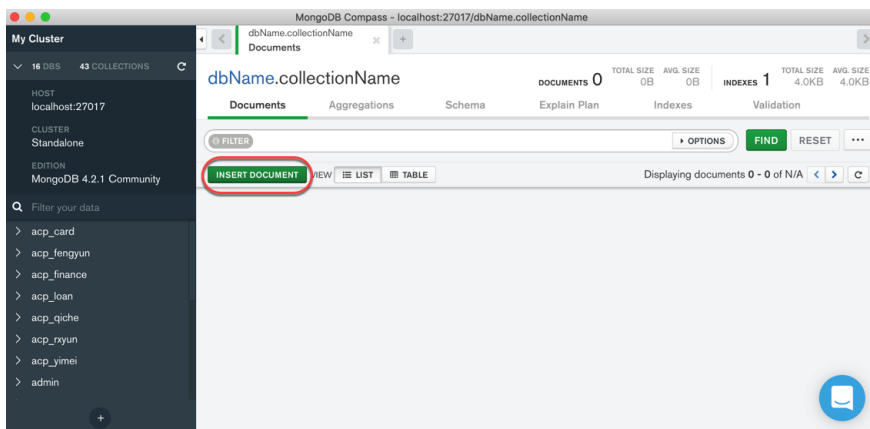 MongoDB Compass - localhost:27017/dbName.collectionName
My Cluster
16 DBS 43 COLLECTIONS
HOST
localhost:27017
CLUSTER
Standalone
EDITION
MongoDB 4.2.1 Community
Filter your data
acp_card
acp_fengyun
acp_finance
acp_loan
acp_qiche
acp_rxyun
acp_yimei
admin
+
dbName.collectionName
Documents
+
dbName.collectionName
DOCUMENTS 0 TOTAL SIZE 0B AVG. SIZE 0B INDEXES 1 TOTAL SIZE 4.0KB AVG. SIZE 4.0KB
Documents Aggregations Schema Explain Plan Indexes Validation
FILTER OPTIONS FIND RESET ...
INSERT DOCUMENT VIEW LIST TABLE Displaying documents 0 - 0 of N/A < >